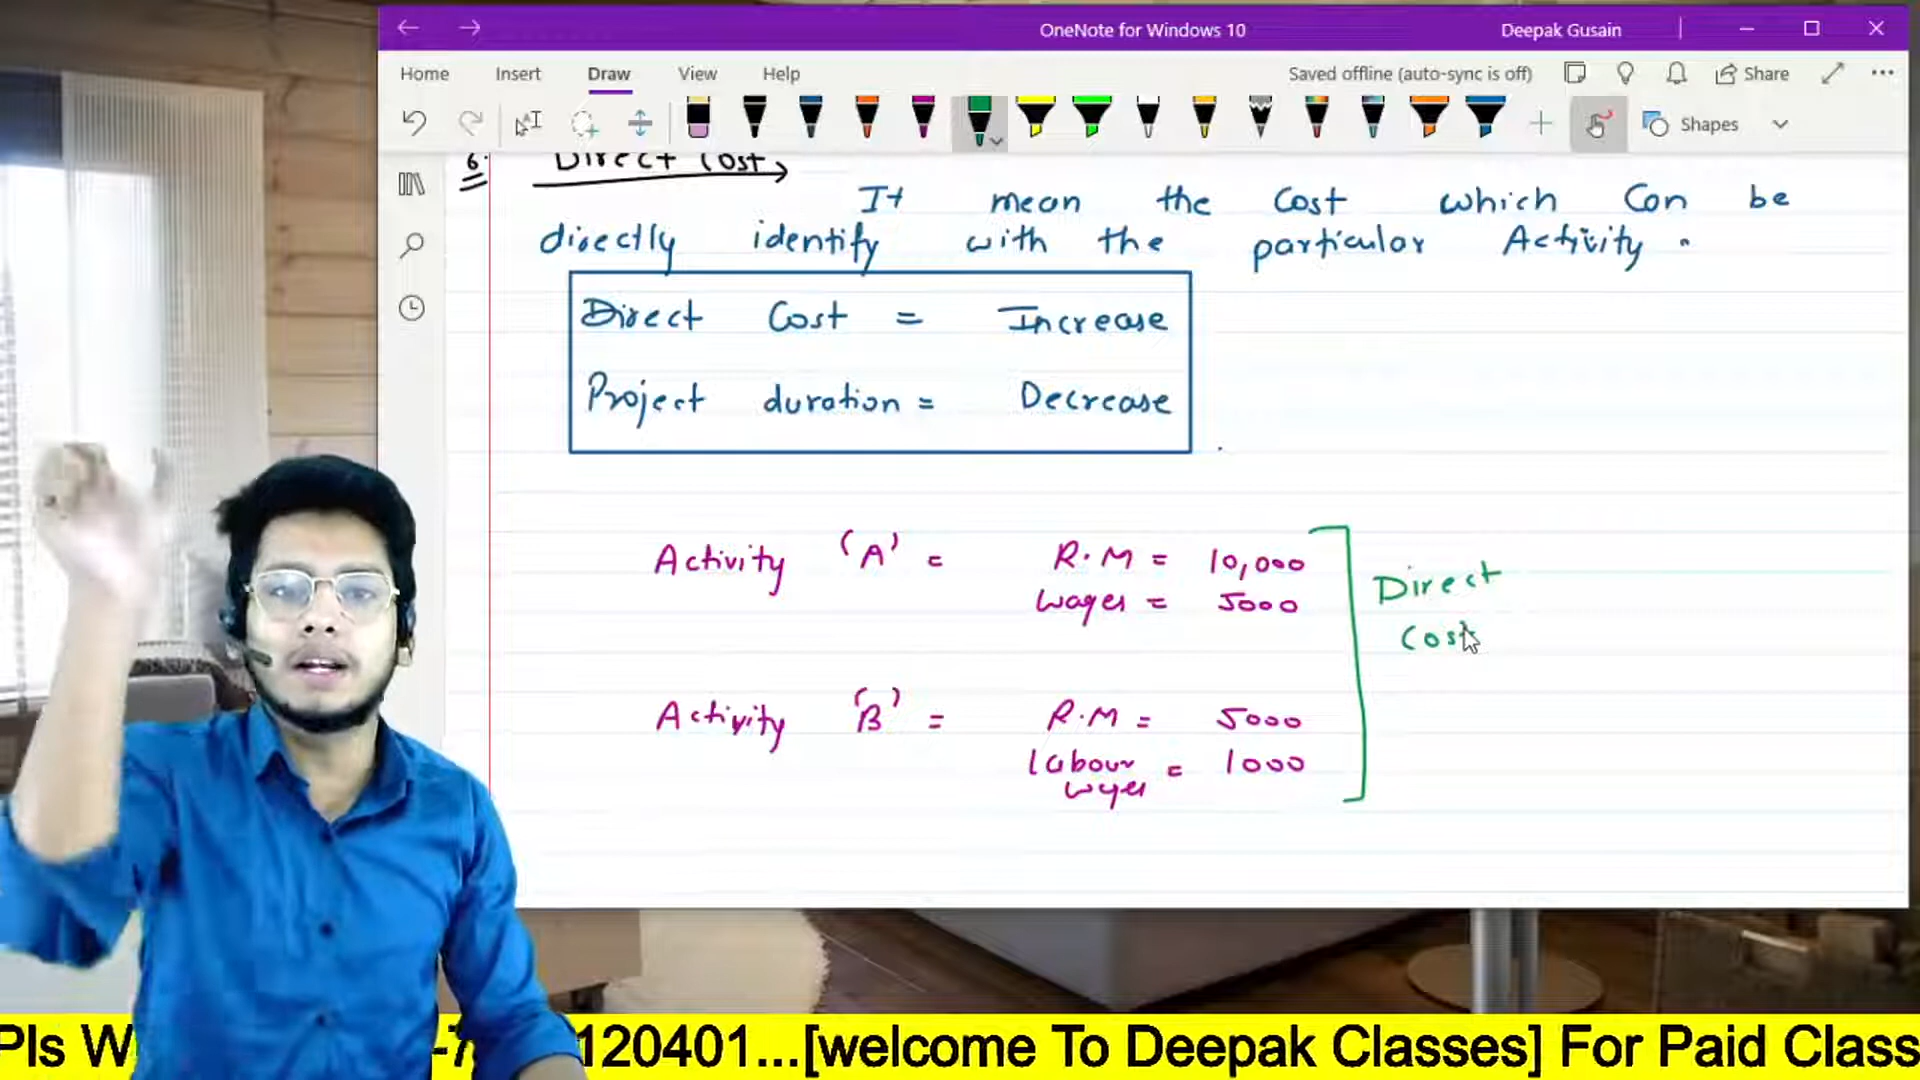 OneNote for Windows 10
Deepak Gusain
Home Insert Draw View Help
Saved offline (auto-sync is off)
Share
Shapes
6. Direct Cost
It mean the Cost which Can be
directly identify with the particular Activity.
Direct Cost = Increase
Project duration = Decrease
Activity 'A' = R.M = 10,000
wages = 5000
Direct
Cost
Activity 'B' = R.M = 5000
labour = 1000
wages
Pls W -7 120401...[welcome To Deepak Classes] For Paid Class